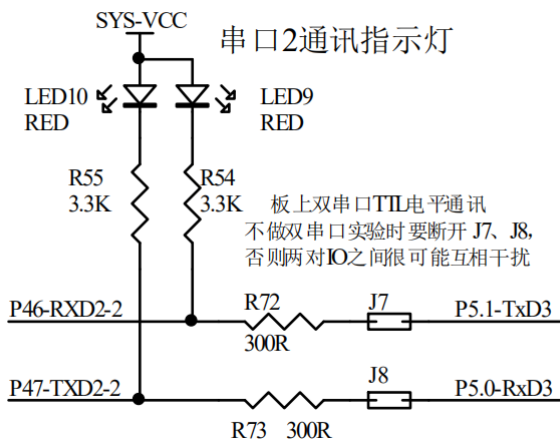 SYS-VCC
串口2通讯指示灯
LED10
RED
LED9
RED
R55
3.3K
R54
3.3K
板上双串口TTL电平通讯
不做双串口实验时要断开 J7、J8，
否则两对IO之间很可能互相干扰
P46-RXD2-2
R72
300R
J7
P5.1-TxD3
P47-TXD2-2
J8
P5.0-RxD3
R73 300R